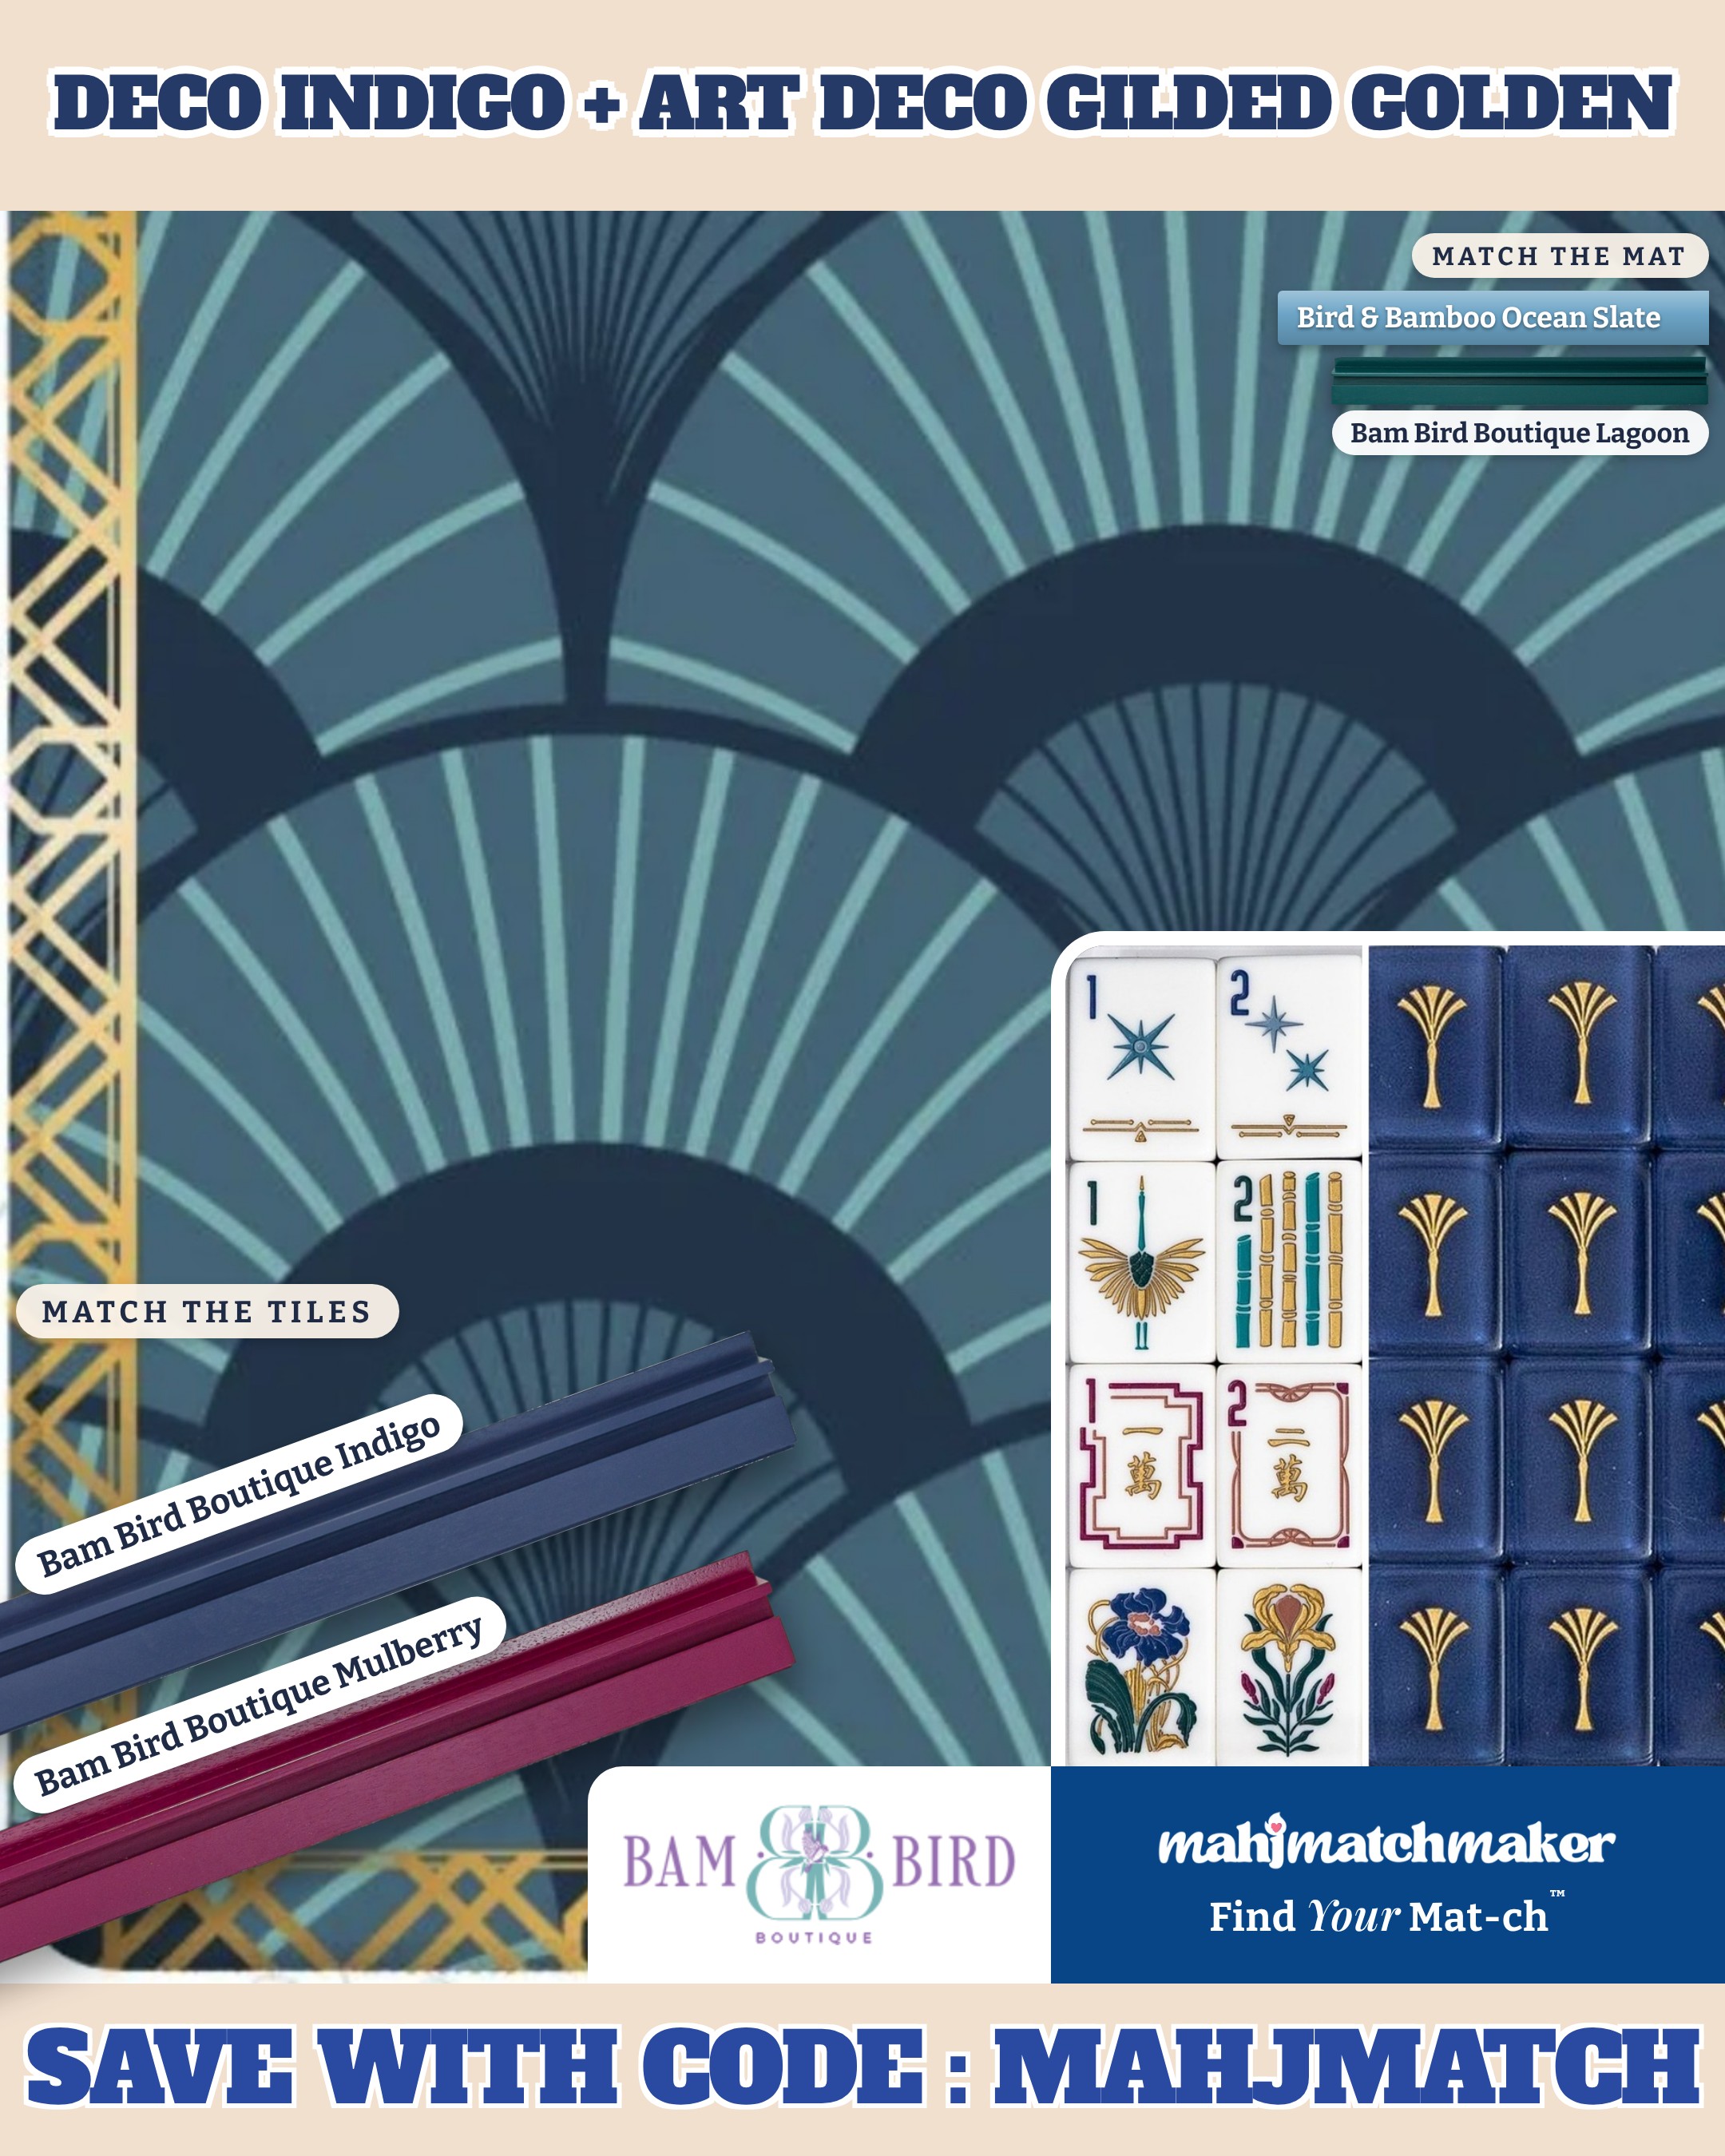 DECO INDIGO + ART DECO GILDED GOLDEN
MATCH THE MAT
Bird & Bamboo Ocean Slate
Bam Bird Boutique Lagoon
1 2
1 2
1 2
一萬 二萬
MATCH THE TILES
Bam Bird Boutique Indigo
Bam Bird Boutique Mulberry
BAM BIRD
BOUTIQUE
mahjmatchmaker
Find Your Mat-ch™
SAVE WITH CODE : MAHJMATCH